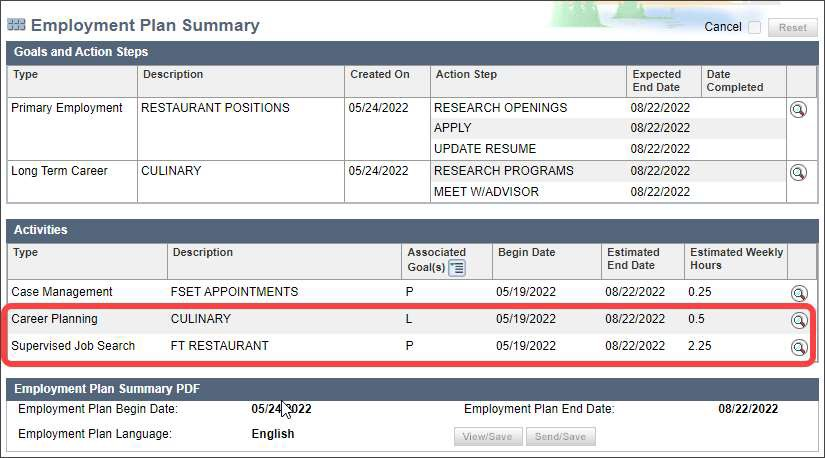 Employment Plan Summary
Cancel Reset
Goals and Action Steps
Type Description Created On Action Step Expected End Date Date Completed
Primary Employment RESTAURANT POSITIONS 05/24/2022 RESEARCH OPENINGS 08/22/2022
APPLY 08/22/2022
UPDATE RESUME 08/22/2022
Long Term Career CULINARY 05/24/2022 RESEARCH PROGRAMS 08/22/2022
MEET W/ADVISOR 08/22/2022
Activities
Type Description Associated Goal(s) Begin Date Estimated End Date Estimated Weekly Hours
Case Management FSET APPOINTMENTS P 05/19/2022 08/22/2022 0.25
Career Planning CULINARY L 05/19/2022 08/22/2022 0.5
Supervised Job Search FT RESTAURANT P 05/19/2022 08/22/2022 2.25
Employment Plan Summary PDF
Employment Plan Begin Date: 05/24/2022 Employment Plan End Date: 08/22/2022
Employment Plan Language: English View/Save Send/Save